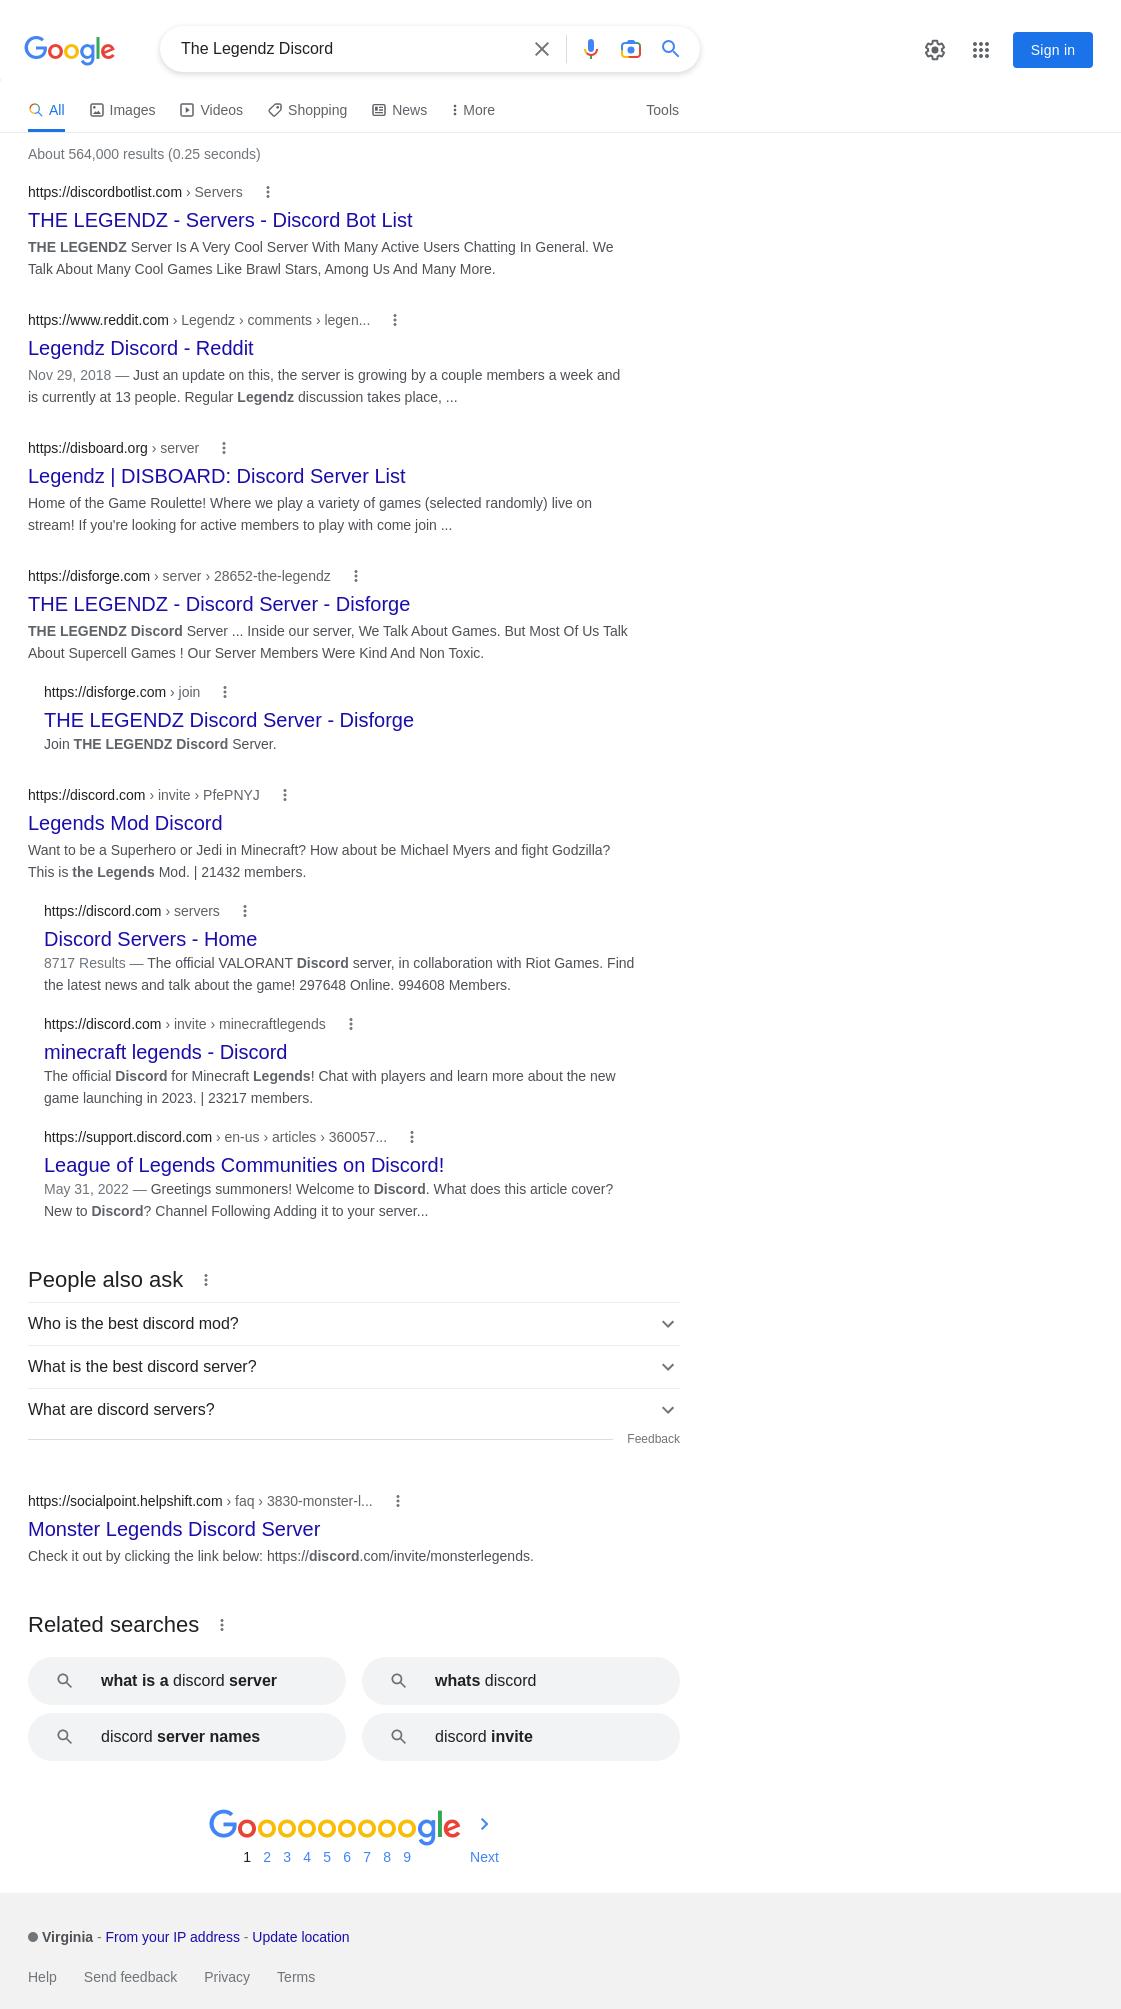 Google
The Legendz Discord
Sign in
All Images Videos Shopping News More Tools
About 564,000 results (0.25 seconds)
https://discordbotlist.com › Servers
THE LEGENDZ - Servers - Discord Bot List
THE LEGENDZ Server Is A Very Cool Server With Many Active Users Chatting In General. We
Talk About Many Cool Games Like Brawl Stars, Among Us And Many More.
https://www.reddit.com › Legendz › comments › legen...
Legendz Discord - Reddit
Nov 29, 2018 — Just an update on this, the server is growing by a couple members a week and
is currently at 13 people. Regular Legendz discussion takes place, ...
https://disboard.org › server
Legendz | DISBOARD: Discord Server List
Home of the Game Roulette! Where we play a variety of games (selected randomly) live on
stream! If you're looking for active members to play with come join ...
https://disforge.com › server › 28652-the-legendz
THE LEGENDZ - Discord Server - Disforge
THE LEGENDZ Discord Server ... Inside our server, We Talk About Games. But Most Of Us Talk
About Supercell Games ! Our Server Members Were Kind And Non Toxic.
https://disforge.com › join
THE LEGENDZ Discord Server - Disforge
Join THE LEGENDZ Discord Server.
https://discord.com › invite › PfePNYJ
Legends Mod Discord
Want to be a Superhero or Jedi in Minecraft? How about be Michael Myers and fight Godzilla?
This is the Legends Mod. | 21432 members.
https://discord.com › servers
Discord Servers - Home
8717 Results — The official VALORANT Discord server, in collaboration with Riot Games. Find
the latest news and talk about the game! 297648 Online. 994608 Members.
https://discord.com › invite › minecraftlegends
minecraft legends - Discord
The official Discord for Minecraft Legends! Chat with players and learn more about the new
game launching in 2023. | 23217 members.
https://support.discord.com › en-us › articles › 360057...
League of Legends Communities on Discord!
May 31, 2022 — Greetings summoners! Welcome to Discord. What does this article cover?
New to Discord? Channel Following Adding it to your server...
People also ask
Who is the best discord mod?
What is the best discord server?
What are discord servers?
Feedback
https://socialpoint.helpshift.com › faq › 3830-monster-l...
Monster Legends Discord Server
Check it out by clicking the link below: https://discord.com/invite/monsterlegends.
Related searches
what is a discord server
whats discord
discord server names
discord invite
Gooooooooogle
1 2 3 4 5 6 7 8 9 Next
Virginia - From your IP address - Update location
Help Send feedback Privacy Terms